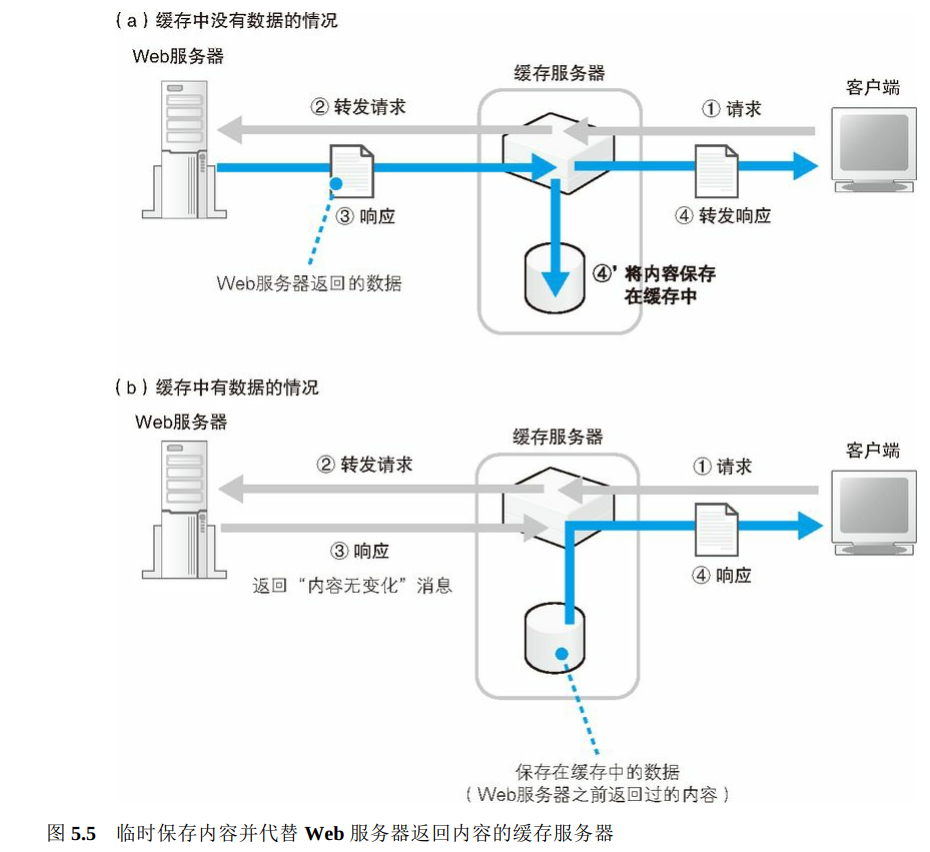 （a）缓存中没有数据的情况
Web服务器
缓存服务器
客户端
② 转发请求
① 请求
③ 响应
④ 转发响应
Web服务器返回的数据
④' 将内容保存
在缓存中
（b）缓存中有数据的情况
Web服务器
缓存服务器
客户端
② 转发请求
① 请求
③ 响应
返回“内容无变化”消息
④ 响应
保存在缓存中的数据
（Web服务器之前返回过的内容）
图 5.5 临时保存内容并代替 Web 服务器返回内容的缓存服务器